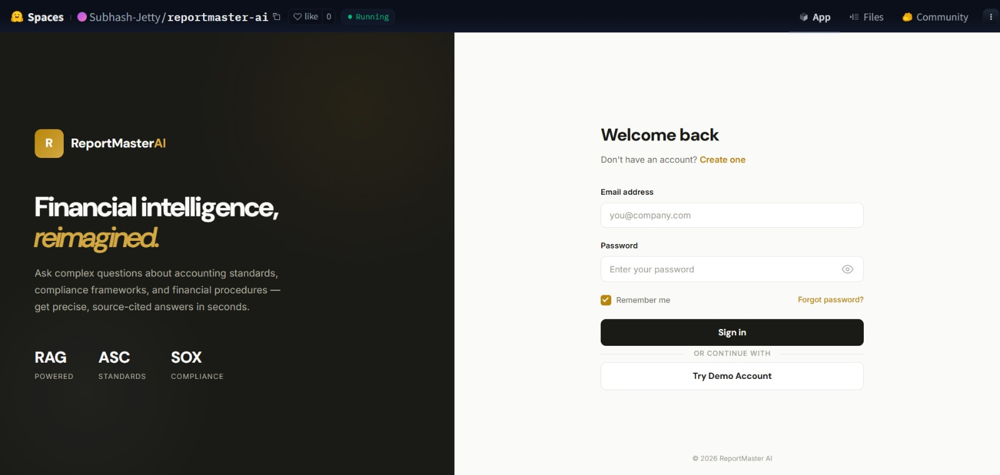 Spaces
Subhash-Jetty/reportmaster-ai
like 0
Running
App
Files
Community
R
ReportMasterAI
Financial intelligence,
reimagined.
Ask complex questions about accounting standards,
compliance frameworks, and financial procedures —
get precise, source-cited answers in seconds.
RAG
POWERED
ASC
STANDARDS
SOX
COMPLIANCE
Welcome back
Don't have an account? Create one
Email address
you@company.com
Password
Enter your password
Remember me
Forgot password?
Sign in
OR CONTINUE WITH
Try Demo Account
© 2026 ReportMaster AI